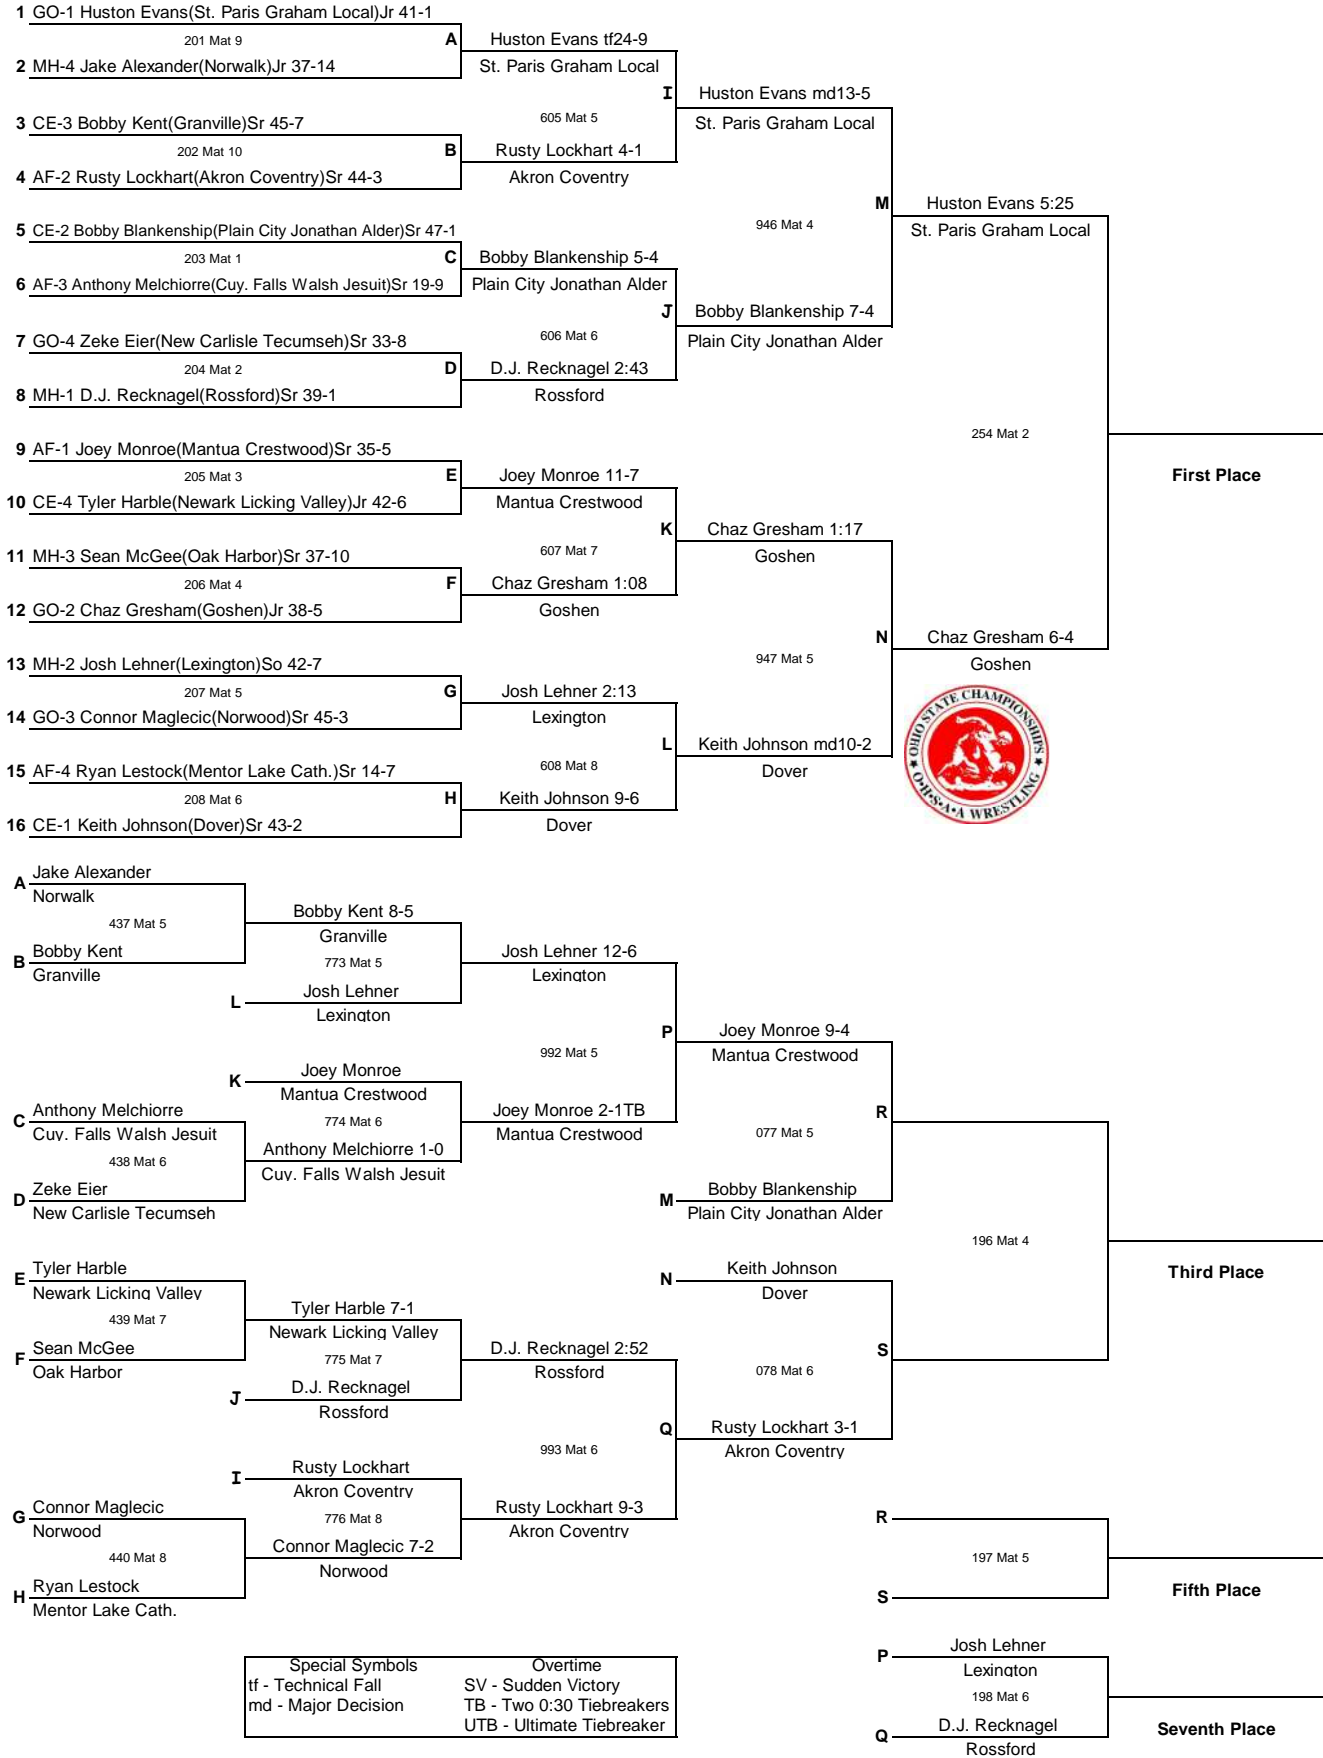 1 GO-1 Huston Evans(St. Paris Graham Local)Jr 41-1
201 Mat 9
A
2 MH-4 Jake Alexander(Norwalk)Jr 37-14
Huston Evans tf24-9
St. Paris Graham Local
3 CE-3 Bobby Kent(Granville)Sr 45-7
202 Mat 10
B
4 AF-2 Rusty Lockhart(Akron Coventry)Sr 44-3
Rusty Lockhart 4-1
Akron Coventry
I
605 Mat 5
Huston Evans md13-5
St. Paris Graham Local
5 CE-2 Bobby Blankenship(Plain City Jonathan Alder)Sr 47-1
203 Mat 1
C
6 AF-3 Anthony Melchiorre(Cuy. Falls Walsh Jesuit)Sr 19-9
Bobby Blankenship 5-4
Plain City Jonathan Alder
7 GO-4 Zeke Eier(New Carlisle Tecumseh)Sr 33-8
204 Mat 2
D
8 MH-1 D.J. Recknagel(Rossford)Sr 39-1
D.J. Recknagel 2:43
Rossford
J
606 Mat 6
Bobby Blankenship 7-4
Plain City Jonathan Alder
M
946 Mat 4
Huston Evans 5:25
St. Paris Graham Local
9 AF-1 Joey Monroe(Mantua Crestwood)Sr 35-5
205 Mat 3
E
10 CE-4 Tyler Harble(Newark Licking Valley)Jr 42-6
Joey Monroe 11-7
Mantua Crestwood
11 MH-3 Sean McGee(Oak Harbor)Sr 37-10
206 Mat 4
F
12 GO-2 Chaz Gresham(Goshen)Jr 38-5
Chaz Gresham 1:08
Goshen
K
607 Mat 7
Chaz Gresham 1:17
Goshen
13 MH-2 Josh Lehner(Lexington)So 42-7
207 Mat 5
G
14 GO-3 Connor Maglecic(Norwood)Sr 45-3
Josh Lehner 2:13
Lexington
15 AF-4 Ryan Lestock(Mentor Lake Cath.)Sr 14-7
208 Mat 6
H
16 CE-1 Keith Johnson(Dover)Sr 43-2
Keith Johnson 9-6
Dover
L
608 Mat 8
Keith Johnson md10-2
Dover
N
947 Mat 5
Chaz Gresham 6-4
Goshen
254 Mat 2
First Place
OHIO STATE CHAMPIONSHIPS
O·H·S·A·A WRESTLING
A Jake Alexander
Norwalk
437 Mat 5
B Bobby Kent
Granville
Bobby Kent 8-5
Granville
773 Mat 5
L Josh Lehner
Lexington
Josh Lehner 12-6
Lexington
K Joey Monroe
Mantua Crestwood
774 Mat 6
C Anthony Melchiorre
Cuy. Falls Walsh Jesuit
438 Mat 6
D Zeke Eier
New Carlisle Tecumseh
Anthony Melchiorre 1-0
Cuy. Falls Walsh Jesuit
Joey Monroe 2-1TB
Mantua Crestwood
P
992 Mat 5
Joey Monroe 9-4
Mantua Crestwood
077 Mat 5
R
M Bobby Blankenship
Plain City Jonathan Alder
E Tyler Harble
Newark Licking Valley
439 Mat 7
F Sean McGee
Oak Harbor
Tyler Harble 7-1
Newark Licking Valley
775 Mat 7
J D.J. Recknagel
Rossford
D.J. Recknagel 2:52
Rossford
I Rusty Lockhart
Akron Coventry
776 Mat 8
G Connor Maglecic
Norwood
440 Mat 8
H Ryan Lestock
Mentor Lake Cath.
Connor Maglecic 7-2
Norwood
Rusty Lockhart 9-3
Akron Coventry
Q
993 Mat 6
N Keith Johnson
Dover
078 Mat 6
S
Rusty Lockhart 3-1
Akron Coventry
196 Mat 4
Third Place
R
197 Mat 5
S
Fifth Place
P Josh Lehner
Lexington
198 Mat 6
Q D.J. Recknagel
Rossford
Seventh Place
Special Symbols
tf - Technical Fall
md - Major Decision
Overtime
SV - Sudden Victory
TB - Two 0:30 Tiebreakers
UTB - Ultimate Tiebreaker